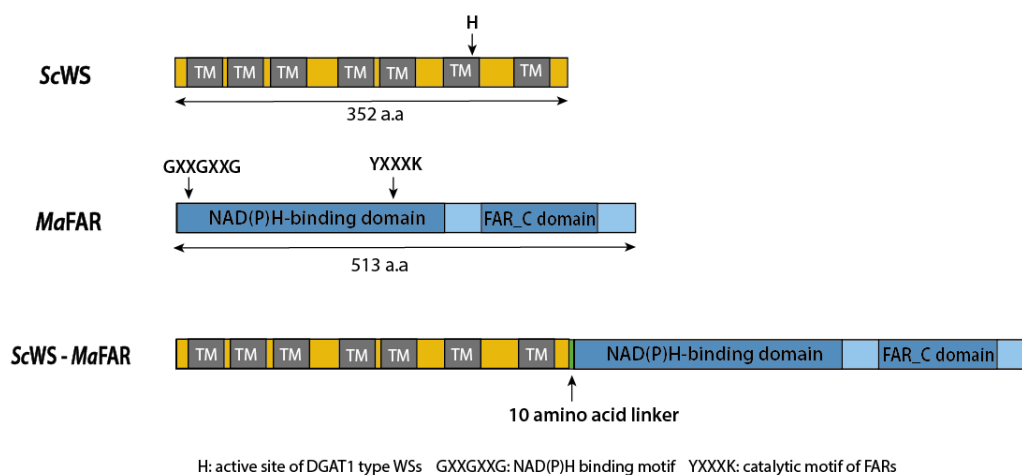 H
ScWS
TM TM TM TM TM TM TM
352 a.a
GXXGXXG YXXXK
MaFAR
NAD(P)H-binding domain FAR_C domain
513 a.a
ScWS - MaFAR
TM TM TM TM TM TM TM NAD(P)H-binding domain FAR_C domain
10 amino acid linker
H: active site of DGAT1 type WSs GXXGXXG: NAD(P)H binding motif YXXXK: catalytic motif of FARs